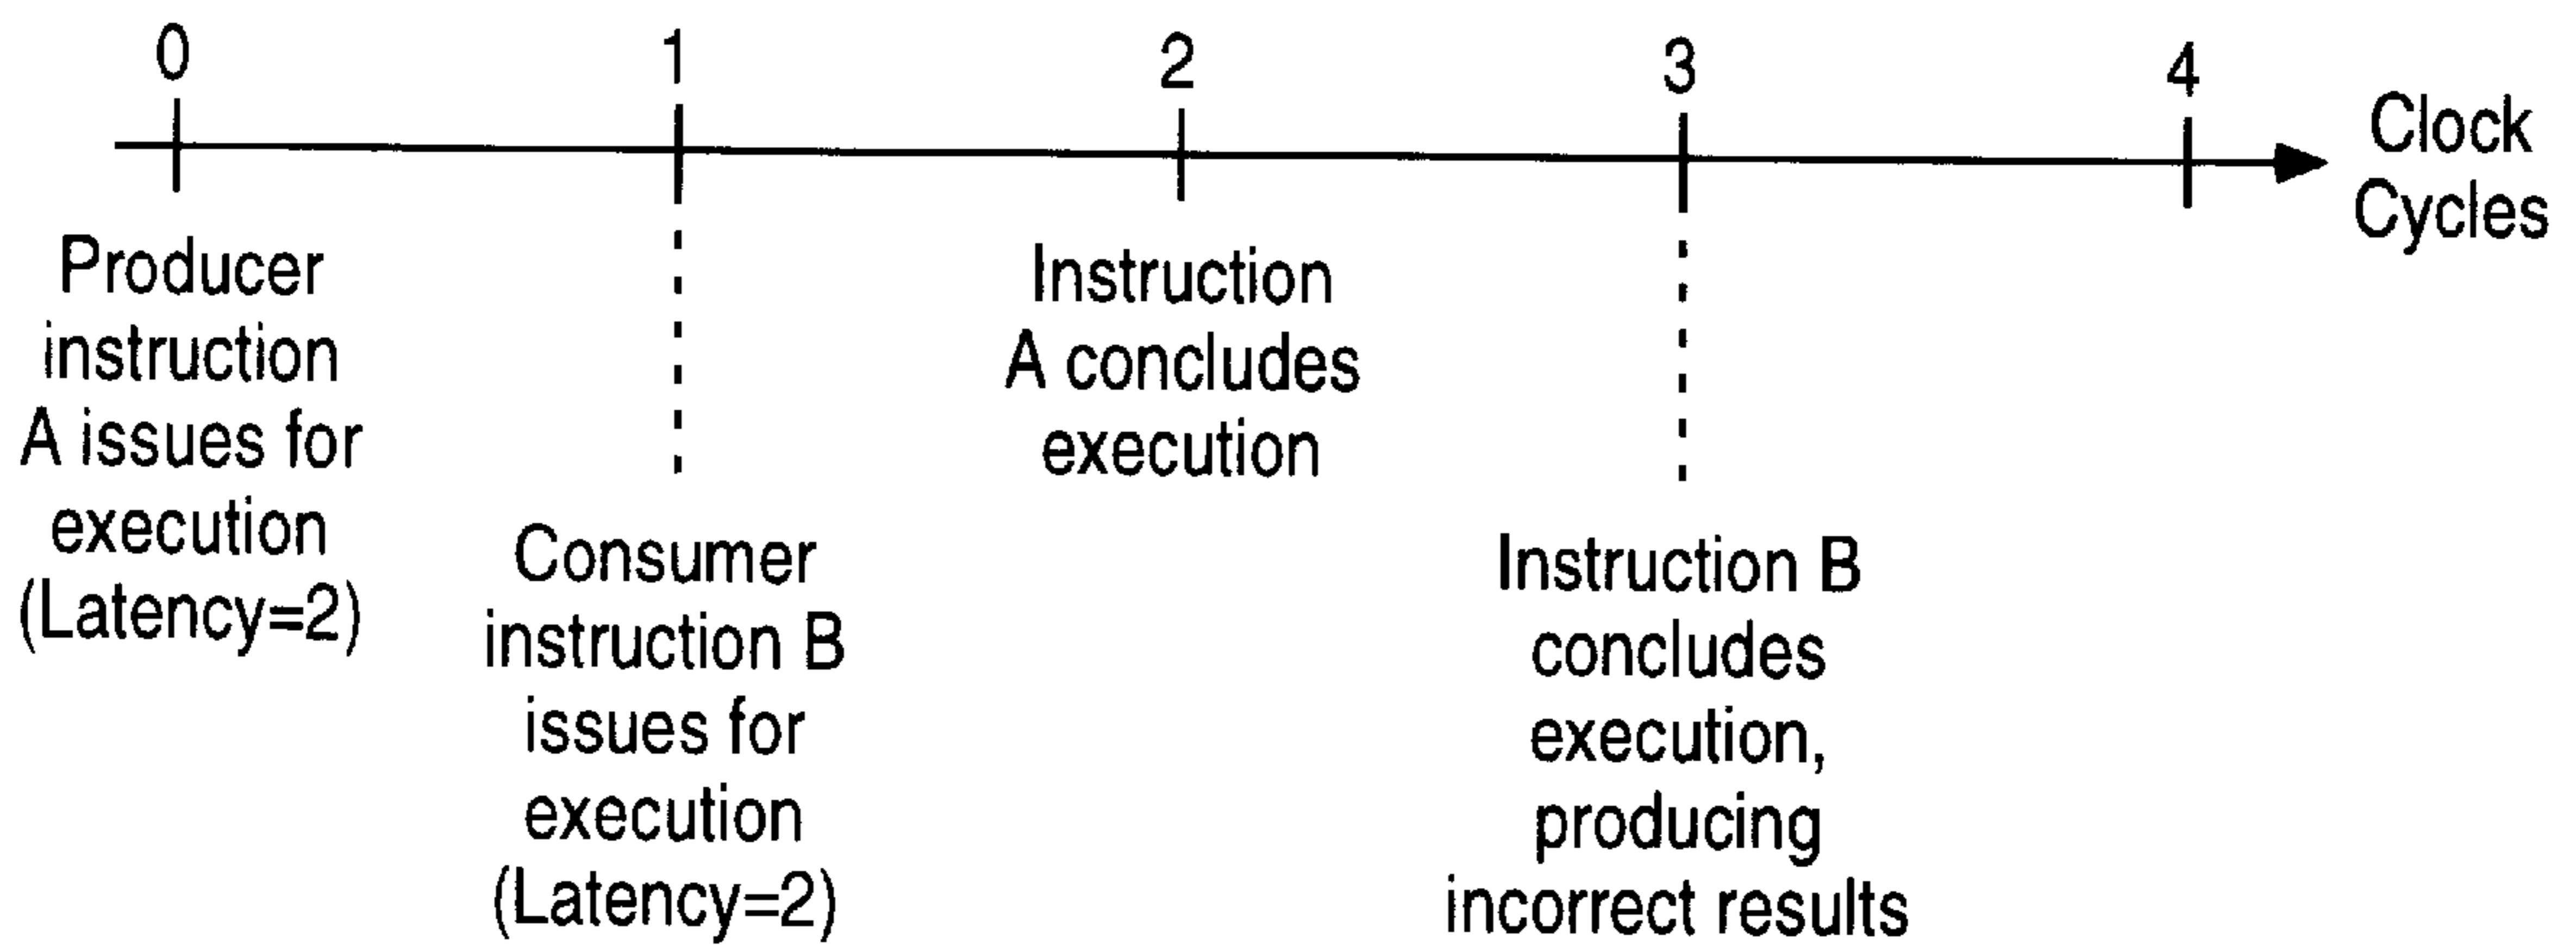 0
1
2
3
4
Clock
Cycles
Producer
instruction
A issues for
execution
(Latency=2)
Consumer
instruction B
issues for
execution
(Latency=2)
Instruction
A concludes
execution
Instruction B
concludes
execution,
producing
incorrect results